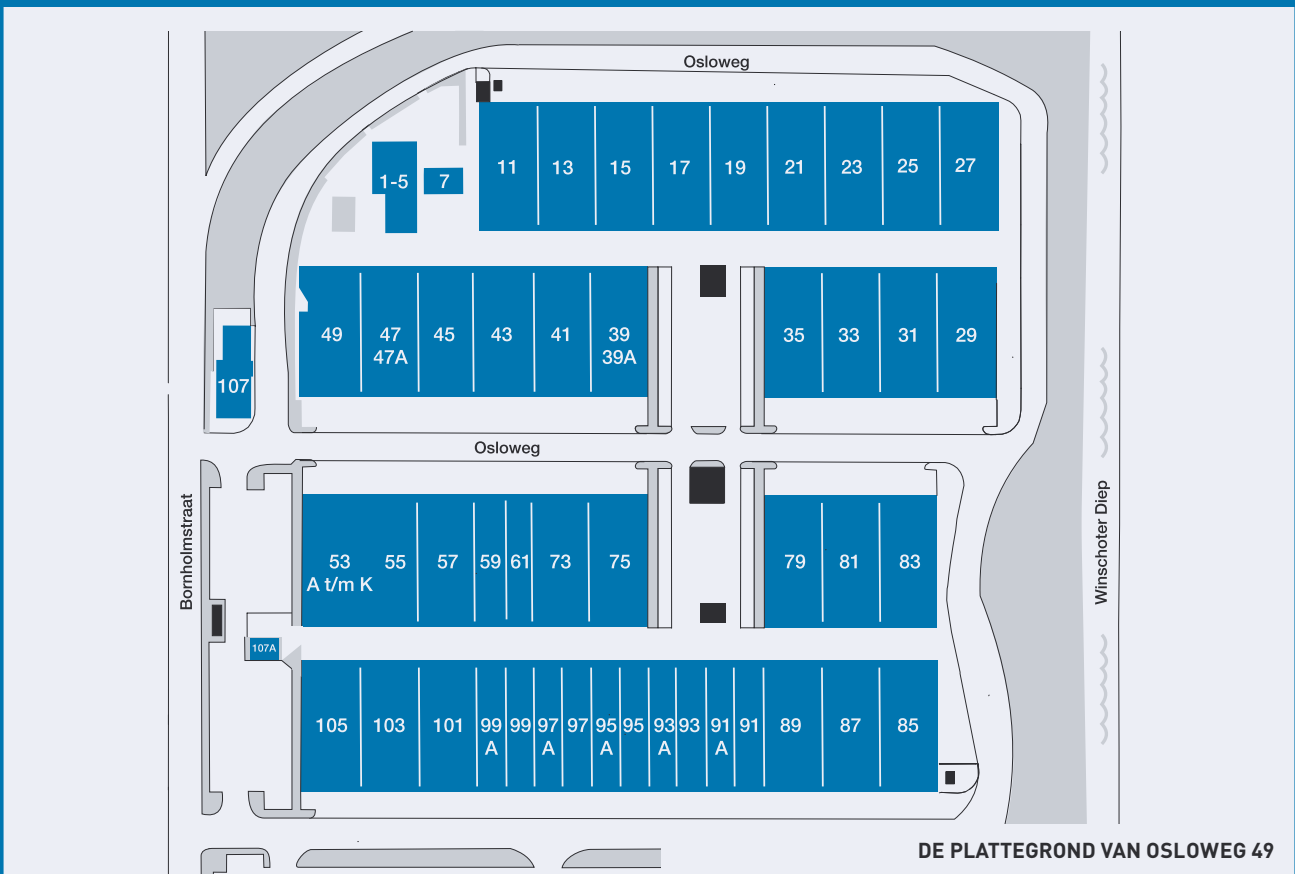 Osloweg
11 13 15 17 19 21 23 25 27
1-5 7
49 47 45 43 41 39 35 33 31 29
47A 39A
107
Osloweg
Bornholmstraat
Winschoter Diep
53 55 57 59 61 73 75 79 81 83
A t/m K
107A
105 103 101 99 99 97 97 95 95 93 93 91 91 89 87 85
A A A A A
DE PLATTEGROND VAN OSLOWEG 49